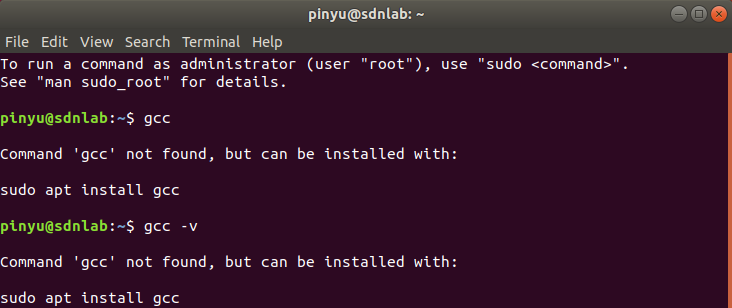 pinyu@sdnlab: ~
File Edit View Search Terminal Help
To run a command as administrator (user "root"), use "sudo <command>".
See "man sudo_root" for details.
pinyu@sdnlab:~$ gcc
Command 'gcc' not found, but can be installed with:
sudo apt install gcc
pinyu@sdnlab:~$ gcc -v
Command 'gcc' not found, but can be installed with:
sudo apt install gcc